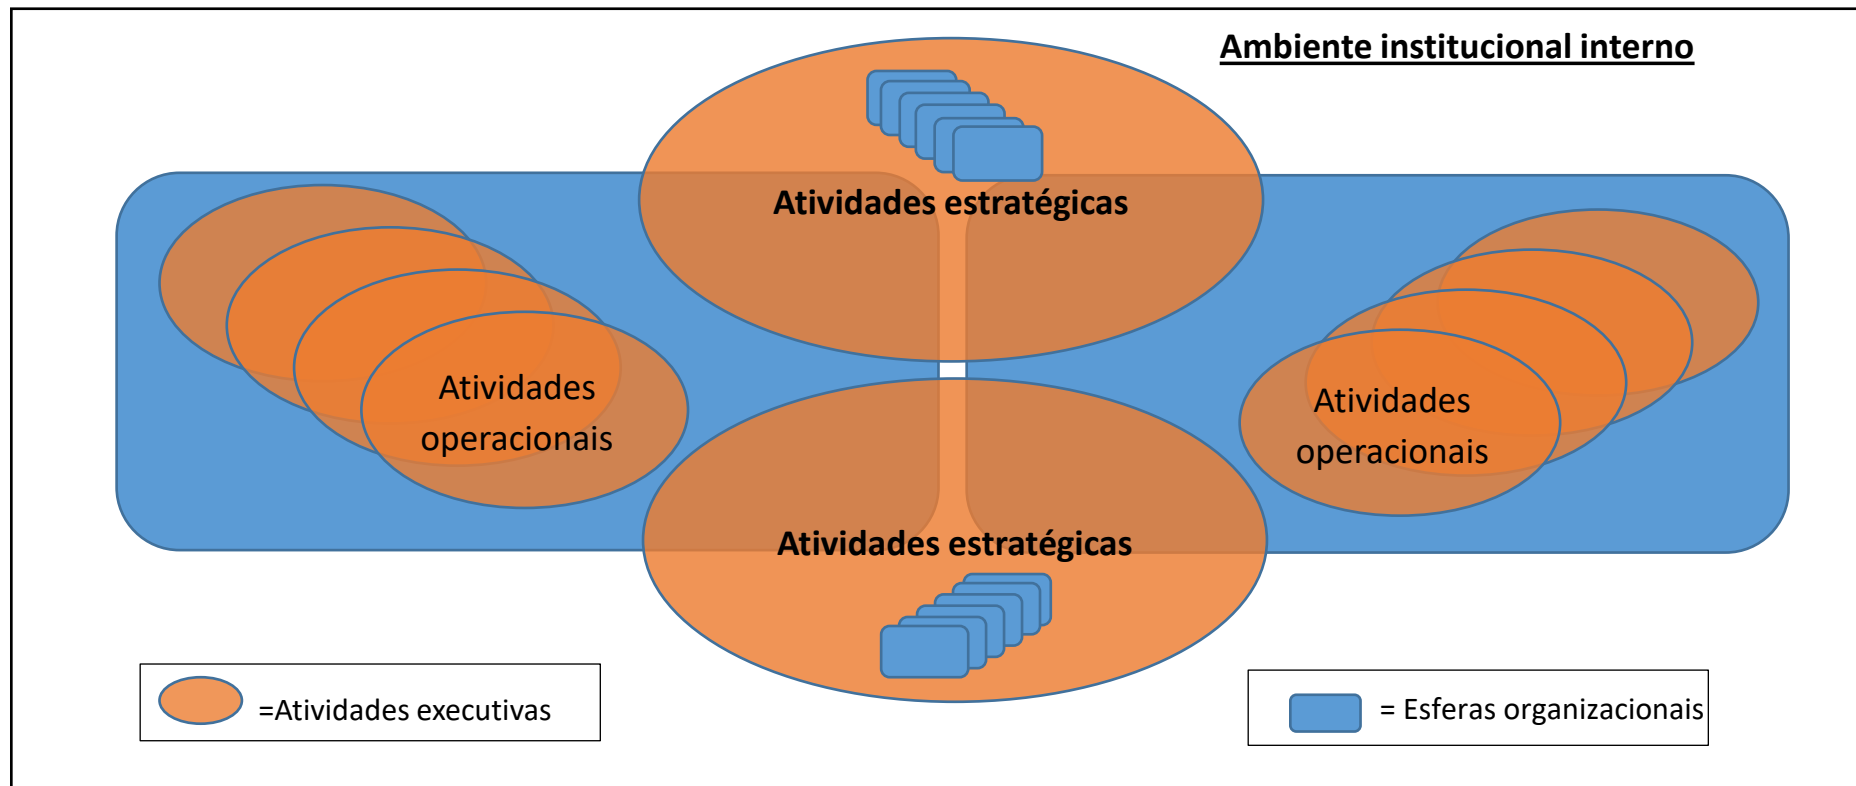 Ambiente institucional interno
Atividades estratégicas
Atividades
operacionais
Atividades
operacionais
Atividades estratégicas
=Atividades executivas
= Esferas organizacionais